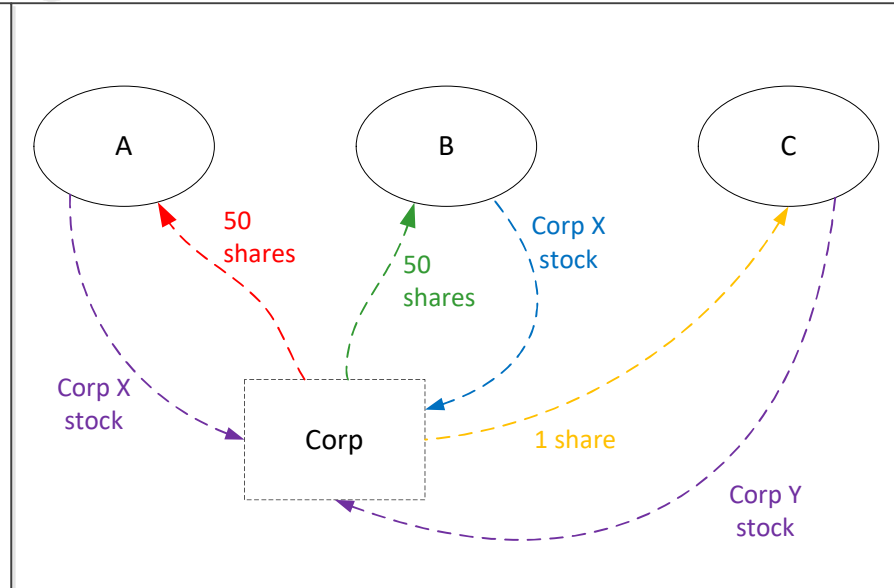 A
B
C
50
shares
Corp X
stock
50
shares
Corp X
stock
Corp
1 share
Corp Y
stock